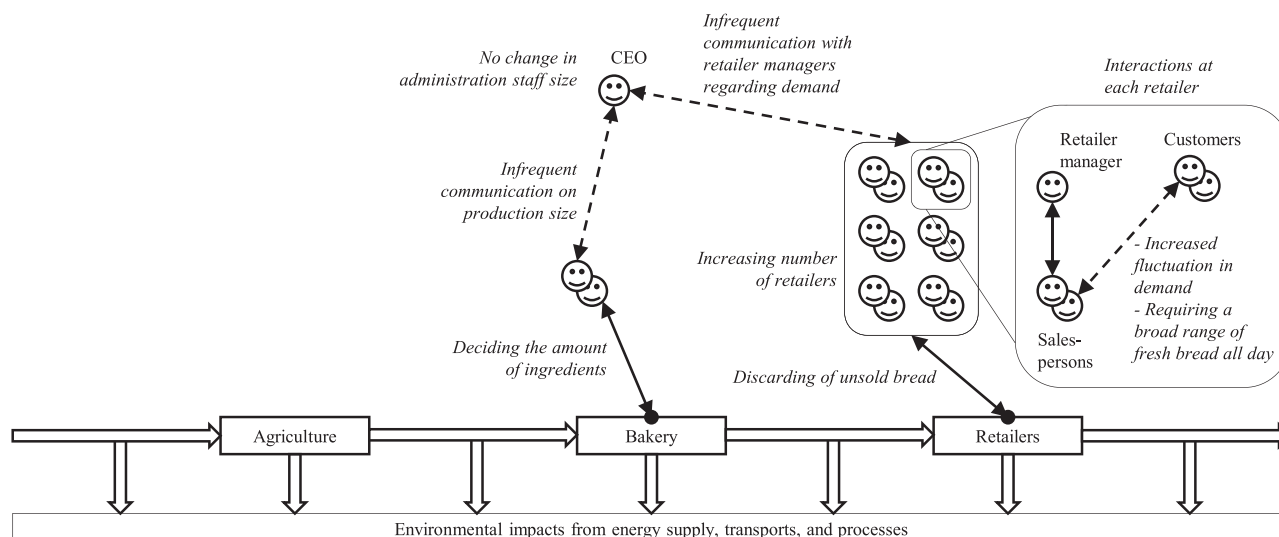 No change in
administration staff size
CEO
Infrequent
communication with
retailer managers
regarding demand
Interactions at
each retailer
Retailer
manager
Customers
Infrequent
communication on
production size
Increasing number
of retailers
- Increased
fluctuation in
demand
- Requiring a
broad range of
fresh bread all day
Sales-
persons
Deciding the amount
of ingredients
Discarding of unsold bread
Agriculture
Bakery
Retailers
Environmental impacts from energy supply, transports, and processes